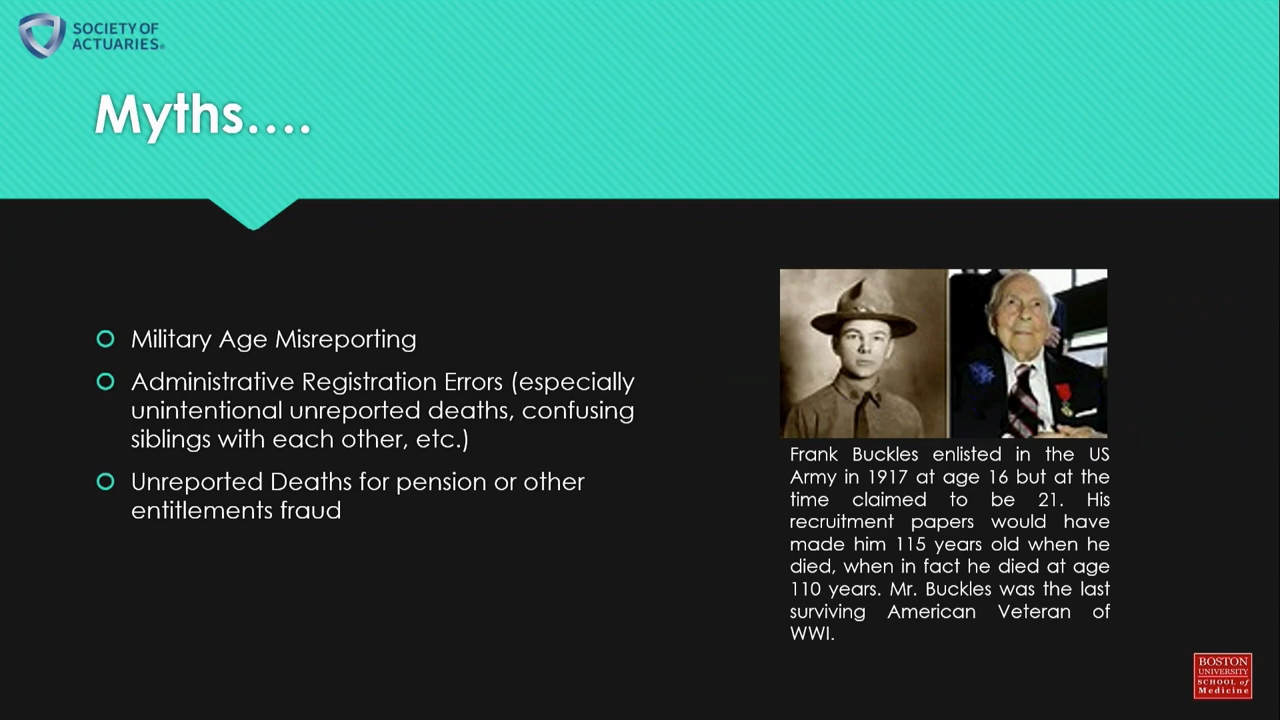 SOCIETY OF
ACTUARIES®
Myths....
Military Age Misreporting
Administrative Registration Errors (especially
unintentional unreported deaths, confusing
siblings with each other, etc.)
Unreported Deaths for pension or other
entitlements fraud
Frank Buckles enlisted in the US
Army in 1917 at age 16 but at the
time claimed to be 21. His
recruitment papers would have
made him 115 years old when he
died, when in fact he died at age
110 years. Mr. Buckles was the last
surviving American Veteran of
WWI.
BOSTON
UNIVERSITY
SCHOOL of
Medicine